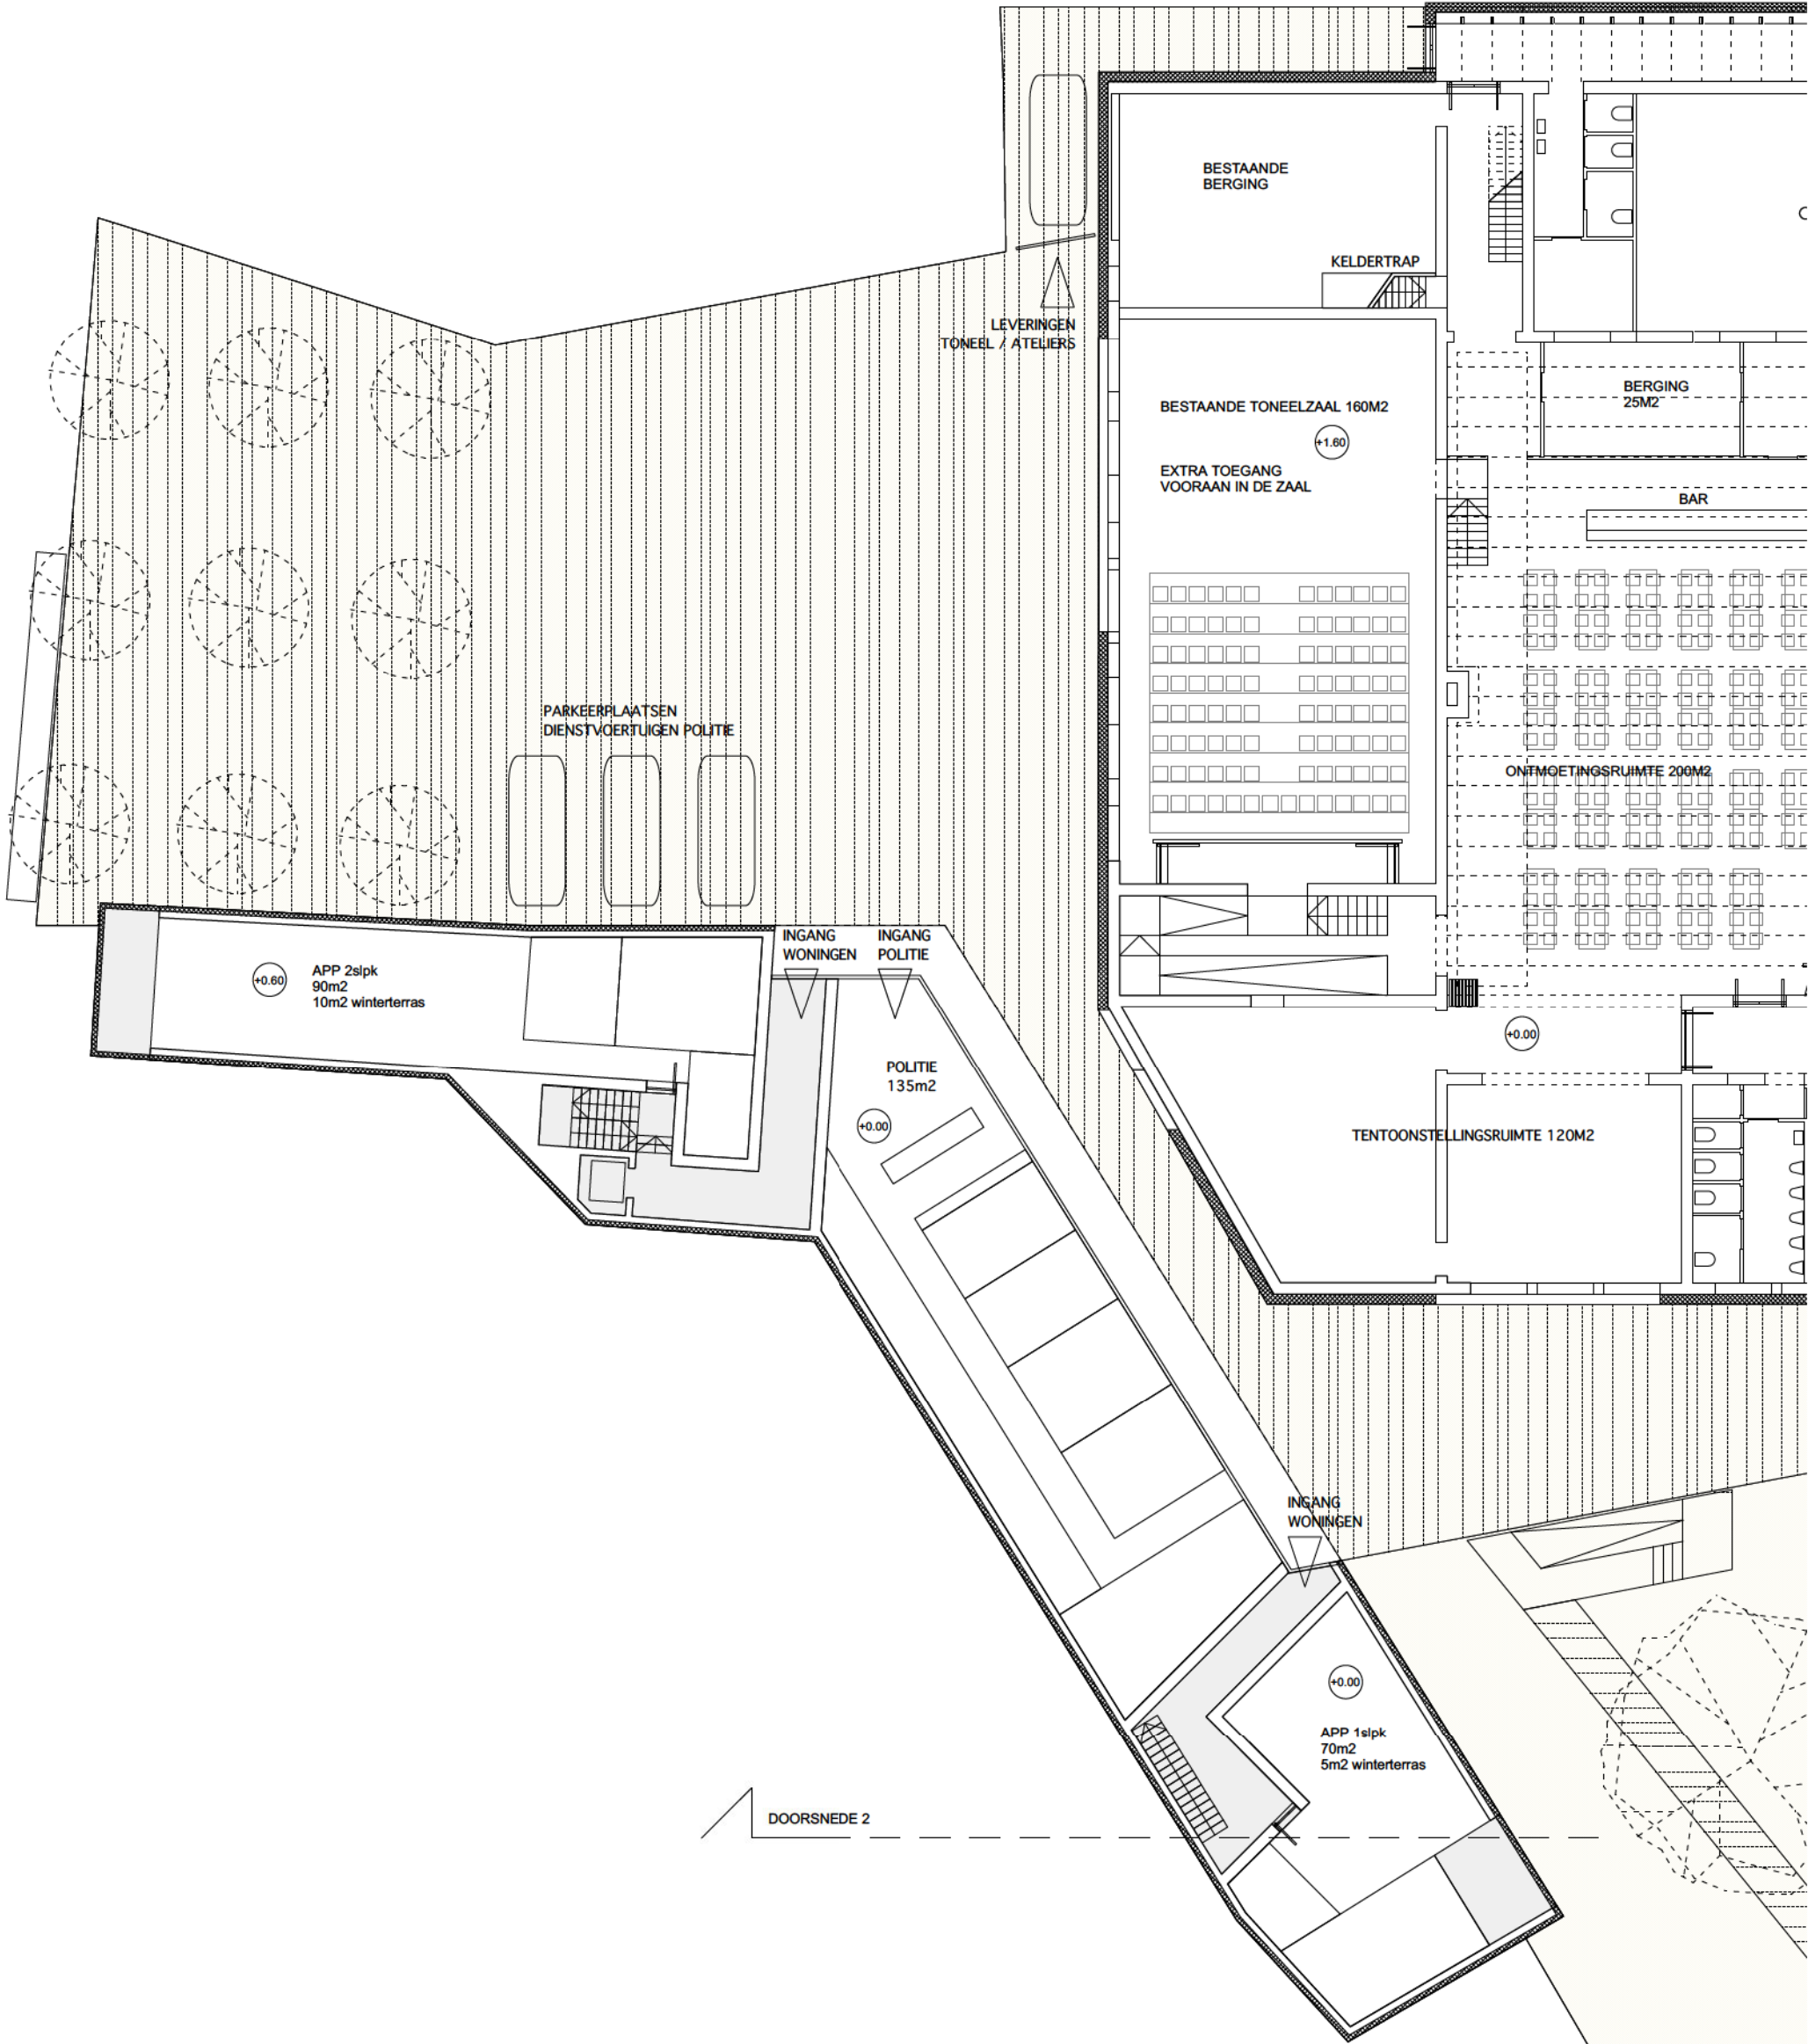 BESTAANDE
BERGING
KELDERTRAP
LEVERINGEN
TONEEL / ATELIERS
BERGING
25M2
BESTAANDE TONEELZAAL 160M2
+1.60
EXTRA TOEGANG
VOORAAN IN DE ZAAL
BAR
PARKEERPLAATSEN
DIENSTVOERTUIGEN POLITIE
ONTMOETINGSRUIMTE 200M2
INGANG
WONINGEN
INGANG
POLITIE
+0.60
APP 2slpk
90m2
10m2 winterterras
+0.00
POLITIE
135m2
+0.00
TENTOONSTELLINGSRUIMTE 120M2
INGANG
WONINGEN
+0.00
APP 1slpk
70m2
5m2 winterterras
DOORSNEDE 2